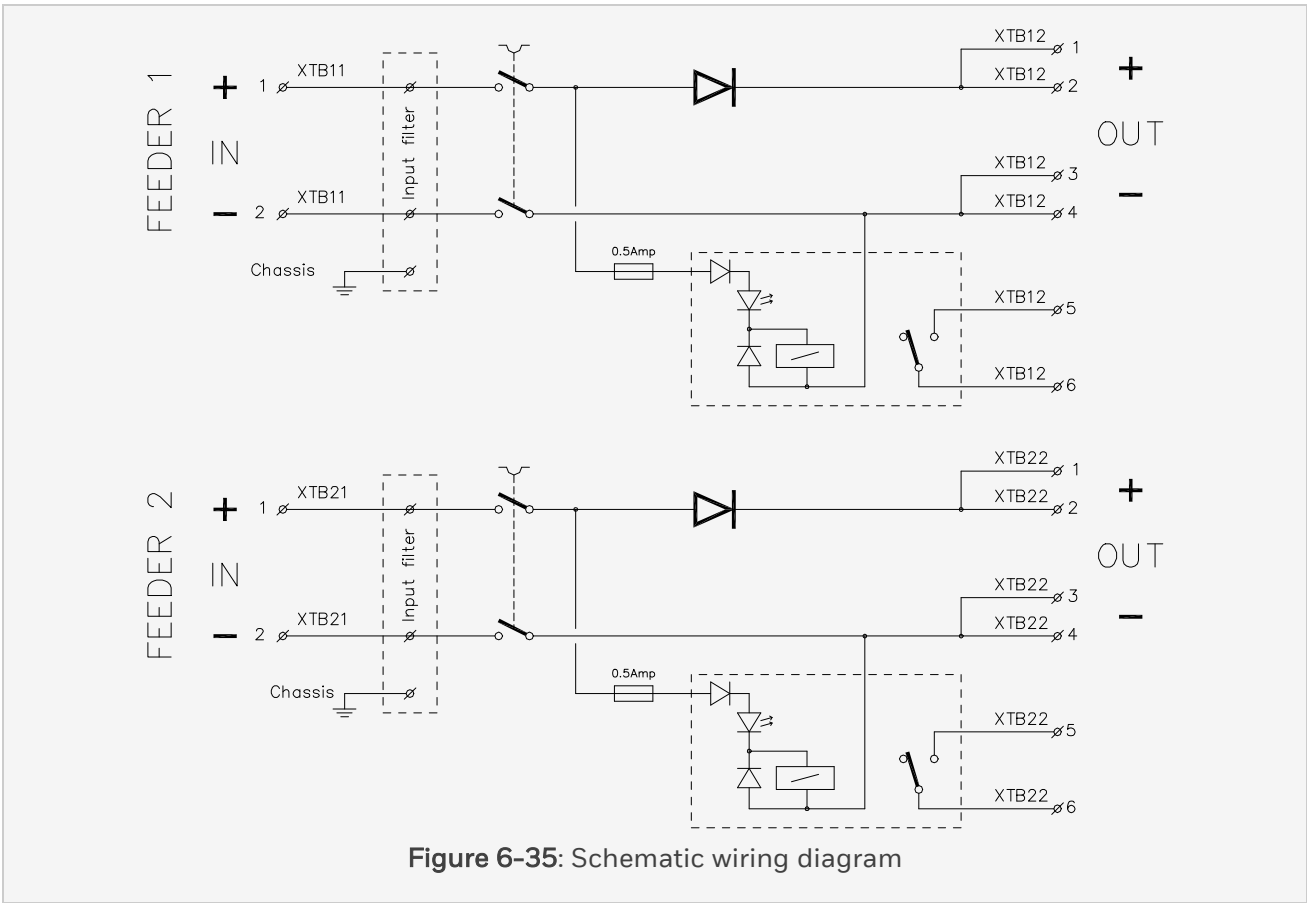 XTB12
1
FEEDER 1
+
1
XTB11
XTB12
2
+
IN
Input filter
OUT
XTB12
3
−
2
XTB11
XTB12
4
−
Chassis
0.5Amp
XTB12
5
XTB12
6
XTB22
1
FEEDER 2
+
1
XTB21
XTB22
2
+
IN
Input filter
OUT
XTB22
3
−
2
XTB21
XTB22
4
−
Chassis
0.5Amp
XTB22
5
XTB22
6
Figure 6-35: Schematic wiring diagram